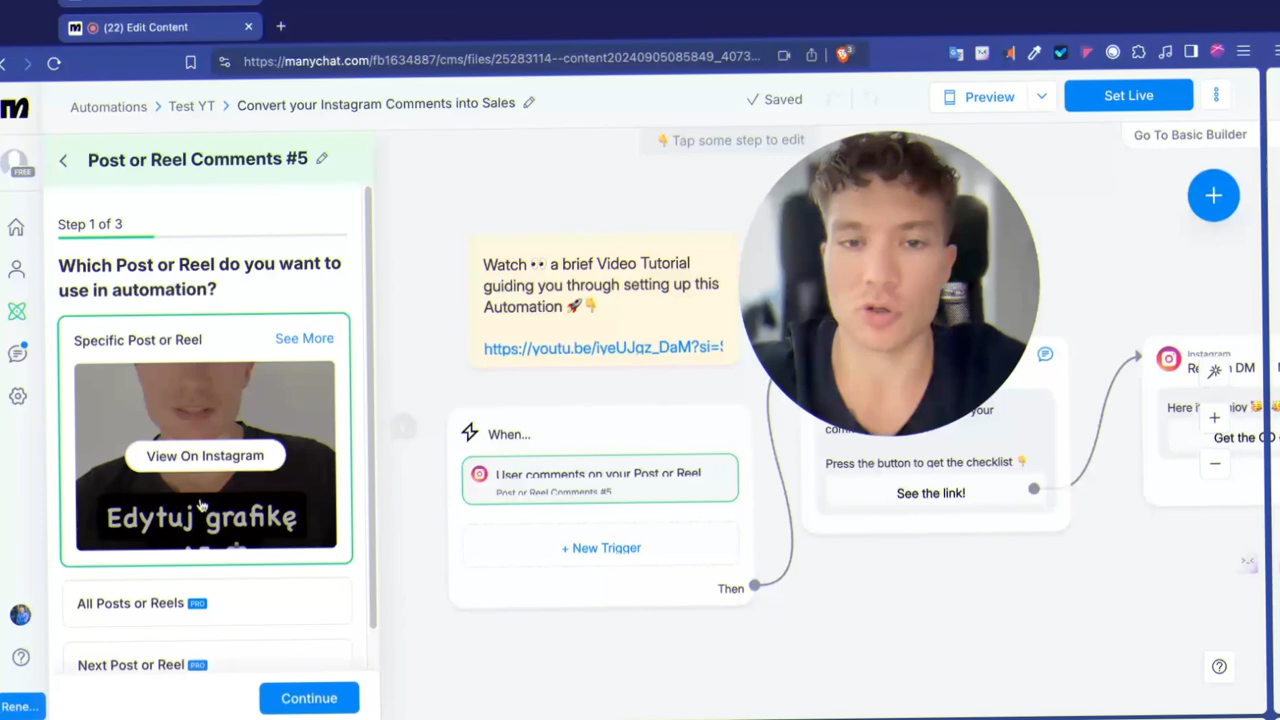 (22) Edit Content
https://manychat.com/fb1634887/cms/files/25283114--content20240905085849_4073...
3
Automations > Test YT > Convert your Instagram Comments into Sales
Saved
Preview
Set Live
Go To Basic Builder
👇 Tap some step to edit
FREE
Post or Reel Comments #5
Step 1 of 3
Which Post or Reel do you want to
use in automation?
Specific Post or Reel
See More
View On Instagram
Edytuj grafikę
All Posts or Reels PRO
Next Post or Reel PRO
Continue
Rene...
Watch 👀 a brief Video Tutorial
guiding you through setting up this
Automation 🚀👇
https://youtu.be/iyeUJqz_DaM?si=
When...
User comments on your Post or Reel
Post or Reel Comments #5
+ New Trigger
Then
your
Press the button to get the checklist 👇
See the link!
Instagram
DM
Here
Get the